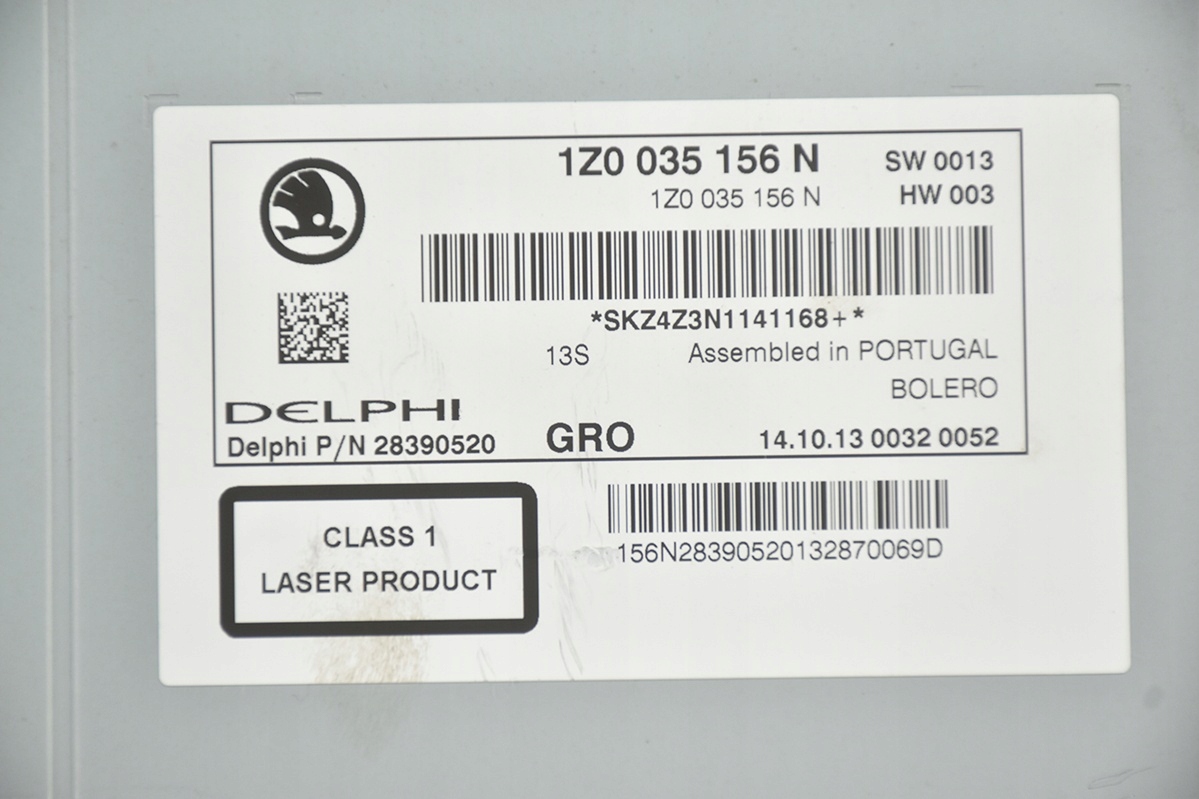 1Z0 035 156 N SW 0013
1Z0 035 156 N HW 003
*SKZ4Z3N1141168+*
13S Assembled in PORTUGAL
BOLERO
DELPHI
Delphi P/N 28390520 GRO 14.10.13 0032 0052
CLASS 1
LASER PRODUCT
156N28390520132870069D